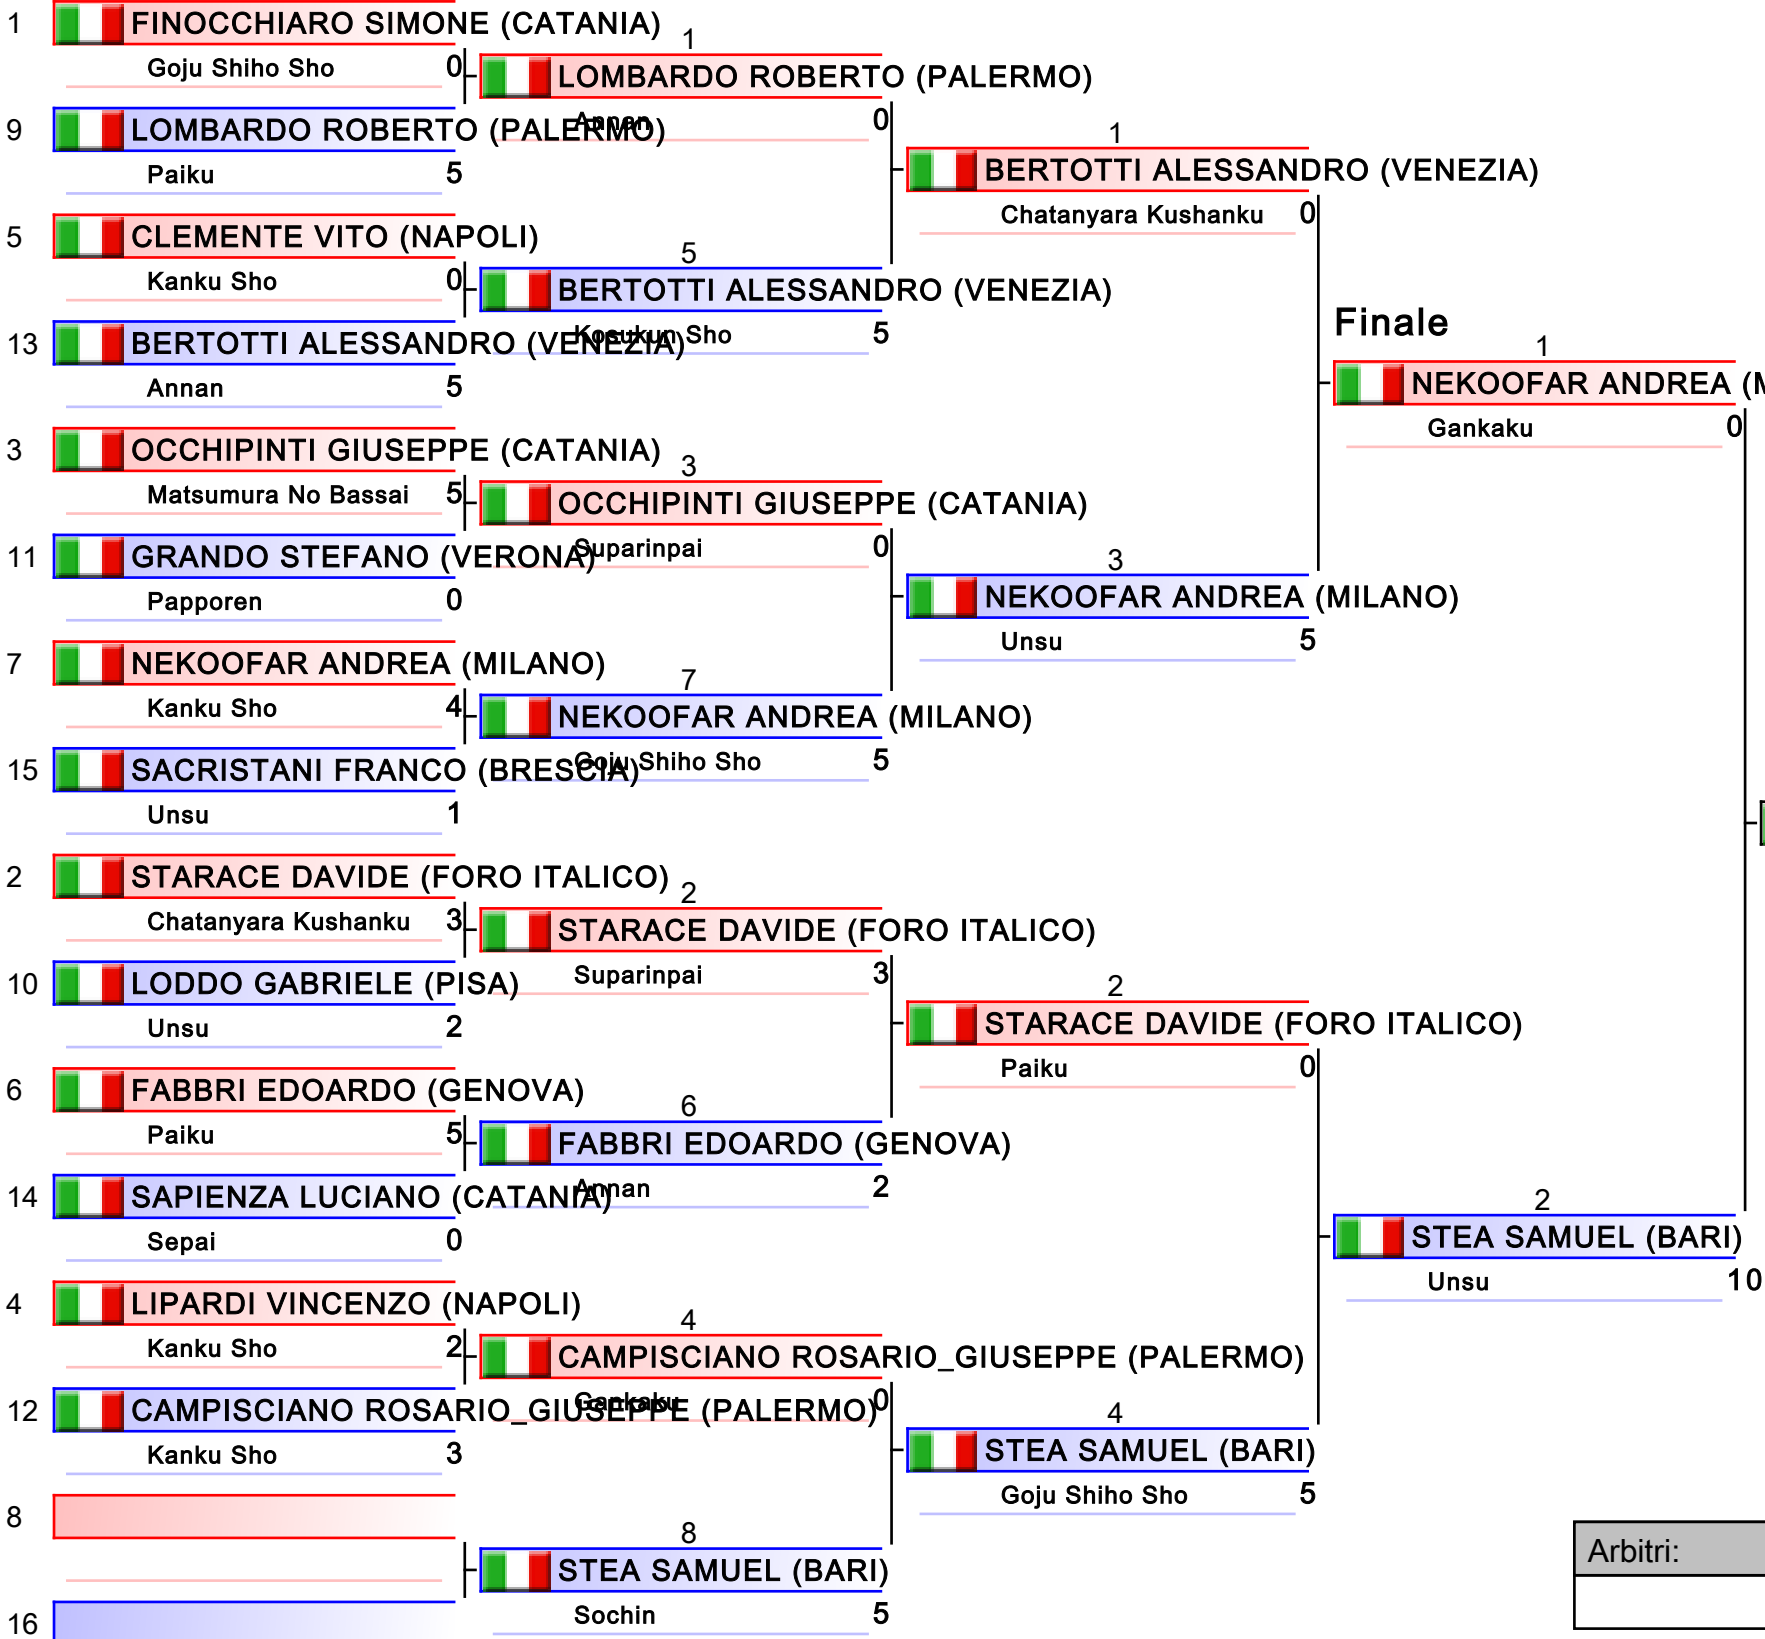 1
FINOCCHIARO SIMONE (CATANIA)
Goju Shiho Sho 0
9
LOMBARDO ROBERTO (PALERMO)
Paiku 5
5
CLEMENTE VITO (NAPOLI)
Kanku Sho 0
13
BERTOTTI ALESSANDRO (VENEZIA)
Annan 5
3
OCCHIPINTI GIUSEPPE (CATANIA)
Matsumura No Bassai 5
11
GRANDO STEFANO (VERONA)
Papporen 0
7
NEKOOFAR ANDREA (MILANO)
Kanku Sho 4
15
SACRISTANI FRANCO (BRESCIA)
Unsu 1
2
STARACE DAVIDE (FORO ITALICO)
Chatanyara Kushanku 3
10
LODDO GABRIELE (PISA)
Unsu 2
6
FABBRI EDOARDO (GENOVA)
Paiku 5
14
SAPIENZA LUCIANO (CATANIA)
Sepai 0
4
LIPARDI VINCENZO (NAPOLI)
Kanku Sho 2
12
CAMPISCIANO ROSARIO_GIUSEPPE (PALERMO)
Kanku Sho 3
8
16
1
LOMBARDO ROBERTO (PALERMO)
Annan 0
5
BERTOTTI ALESSANDRO (VENEZIA)
Kosukun Sho 5
3
OCCHIPINTI GIUSEPPE (CATANIA)
Suparinpai 0
7
NEKOOFAR ANDREA (MILANO)
Goju Shiho Sho 5
2
STARACE DAVIDE (FORO ITALICO)
Suparinpai 3
6
FABBRI EDOARDO (GENOVA)
Annan 2
4
CAMPISCIANO ROSARIO_GIUSEPPE (PALERMO)
Gankaku 0
8
STEA SAMUEL (BARI)
Sochin 5
1
BERTOTTI ALESSANDRO (VENEZIA)
Chatanyara Kushanku 0
3
NEKOOFAR ANDREA (MILANO)
Unsu 5
2
STARACE DAVIDE (FORO ITALICO)
Paiku 0
4
STEA SAMUEL (BARI)
Goju Shiho Sho 5
Finale
1
NEKOOFAR ANDREA (M
Gankaku 0
2
STEA SAMUEL (BARI)
Unsu 10
Arbitri: